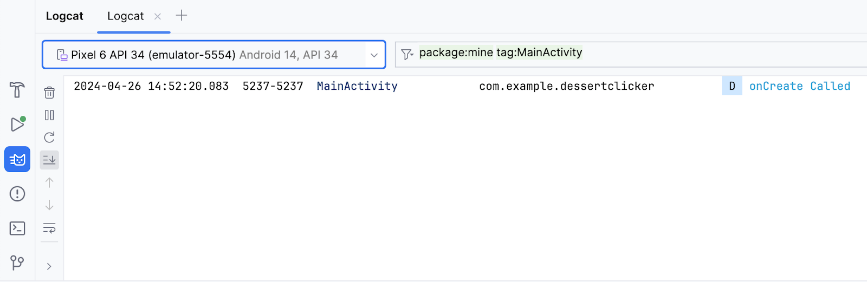 Logcat Logcat
Pixel 6 API 34 (emulator-5554) Android 14, API 34 package:mine tag:MainActivity
2024-04-26 14:52:20.083 5237-5237 MainActivity com.example.dessertclicker D onCreate Called